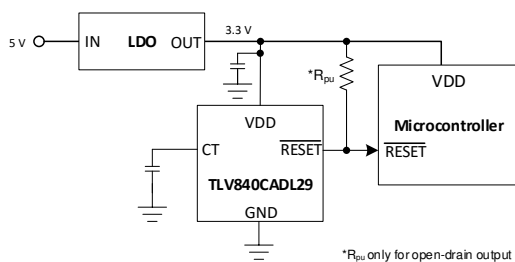 5 V
IN
LDO
OUT
3.3 V
*Rpu
VDD
VDD
Microcontroller
CT
RESET
RESET
TLV840CADL29
GND
*Rpu only for open-drain output